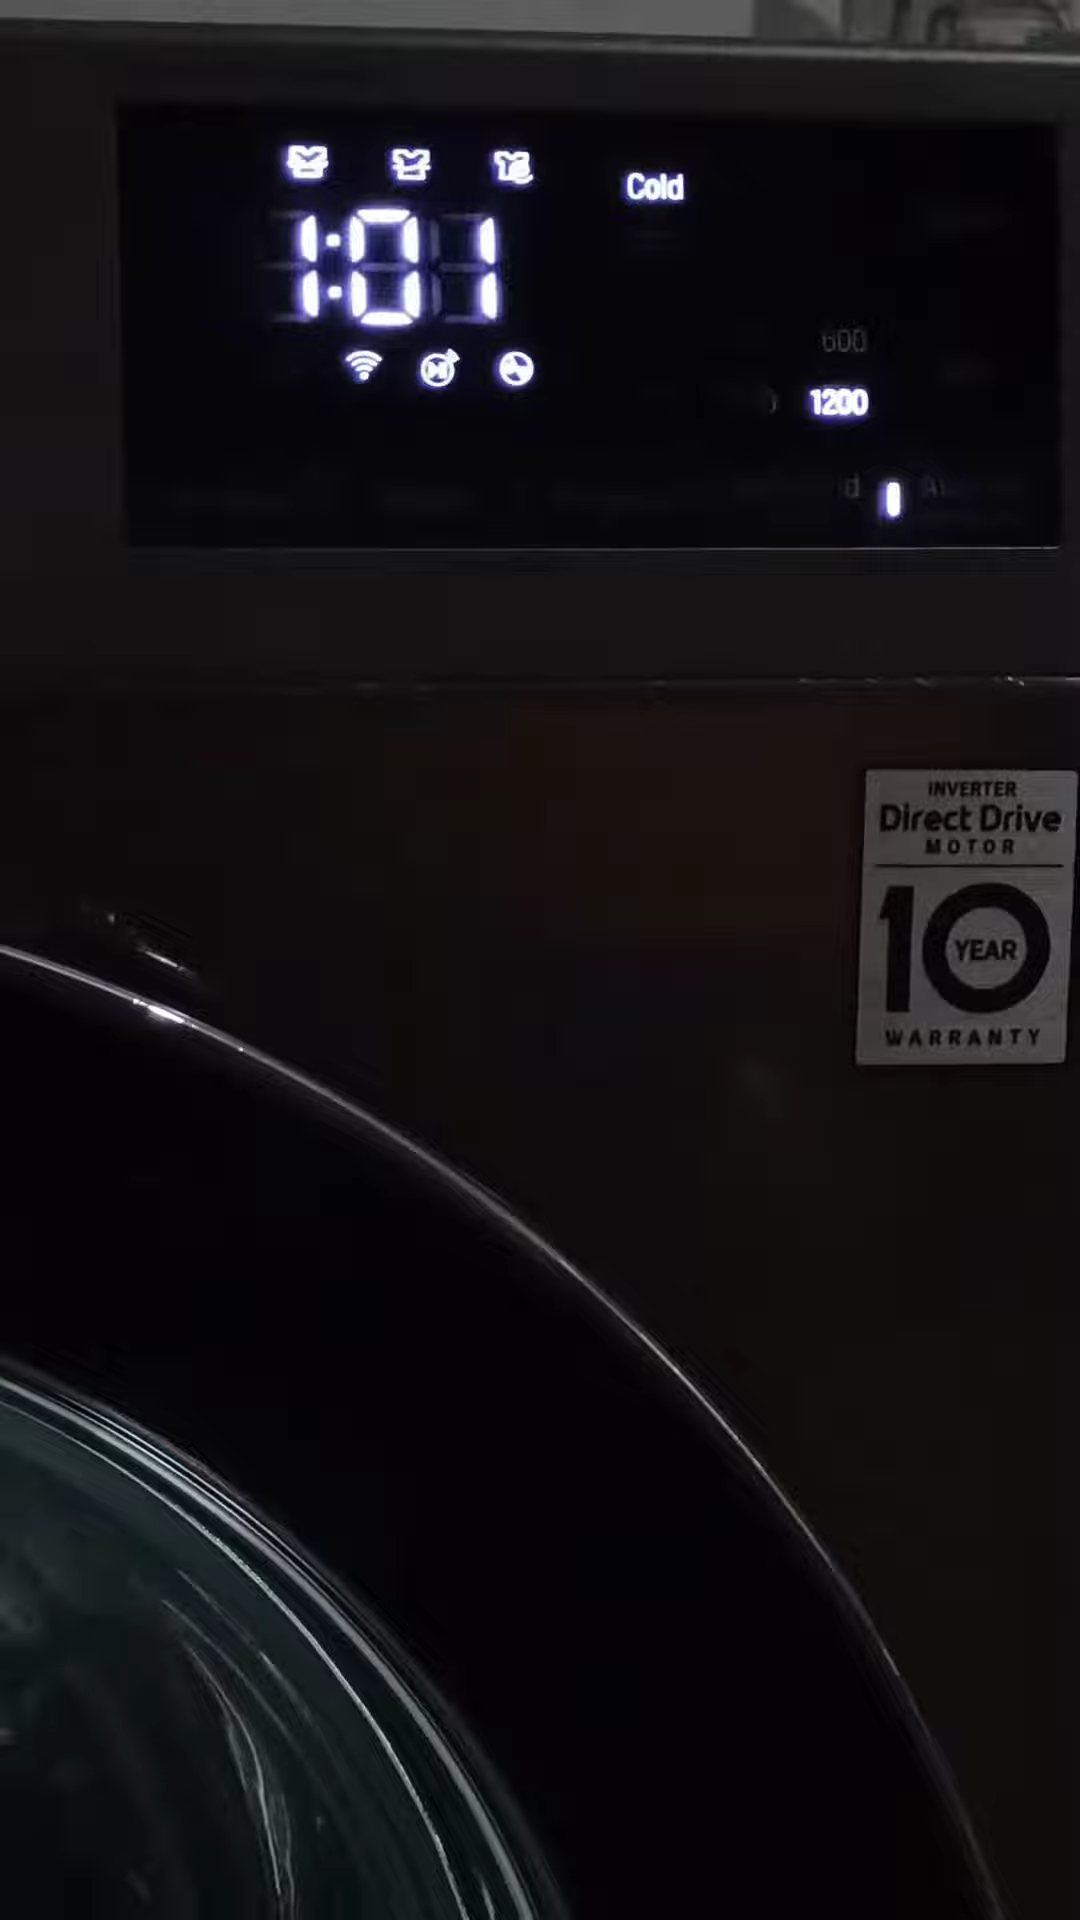 Cold
1:01
600
1200
INVERTER
Direct Drive
MOTOR
10
YEAR
WARRANTY